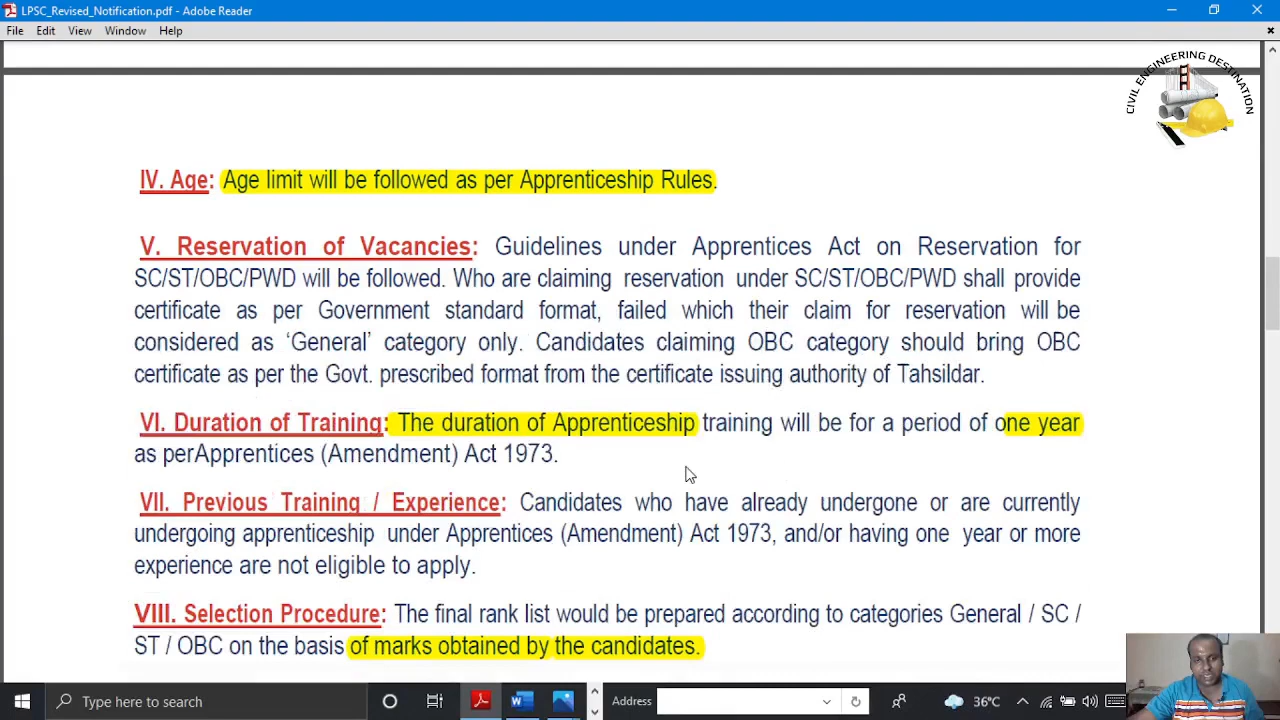 LPSC_Revised_Notification.pdf - Adobe Reader
File Edit View Window Help
CIVIL ENGINEERING DESTINATION
IV. Age: Age limit will be followed as per Apprenticeship Rules.
V. Reservation of Vacancies: Guidelines under Apprentices Act on Reservation for
SC/ST/OBC/PWD will be followed. Who are claiming reservation under SC/ST/OBC/PWD shall provide
certificate as per Government standard format, failed which their claim for reservation will be
considered as ‘General’ category only. Candidates claiming OBC category should bring OBC
certificate as per the Govt. prescribed format from the certificate issuing authority of Tahsildar.
VI. Duration of Training: The duration of Apprenticeship training will be for a period of one year
as perApprentices (Amendment) Act 1973.
VII. Previous Training / Experience: Candidates who have already undergone or are currently
undergoing apprenticeship under Apprentices (Amendment) Act 1973, and/or having one year or more
experience are not eligible to apply.
VIII. Selection Procedure: The final rank list would be prepared according to categories General / SC /
ST / OBC on the basis of marks obtained by the candidates.
Type here to search
Address
36°C